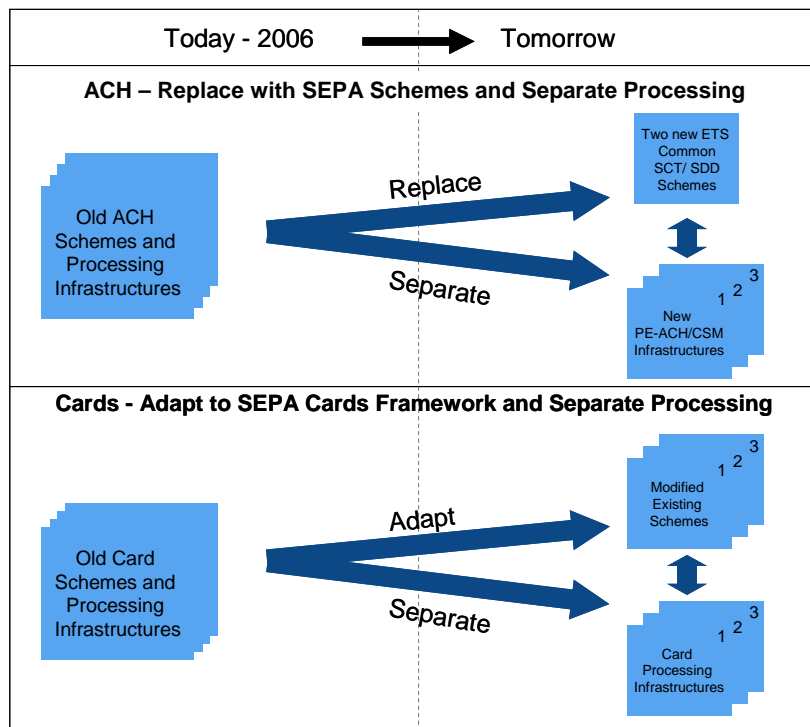 Today - 2006
Tomorrow
ACH – Replace with SEPA Schemes and Separate Processing
Old ACH
Schemes and
Processing
Infrastructures
Replace
Separate
Two new ETS
Common
SCT/ SDD
Schemes
1 2 3
New
PE-ACH/CSM
Infrastructures
Cards - Adapt to SEPA Cards Framework and Separate Processing
Old Card
Schemes and
Processing
Infrastructures
Adapt
Separate
1 2 3
Modified
Existing
Schemes
1 2 3
Card
Processing
Infrastructures